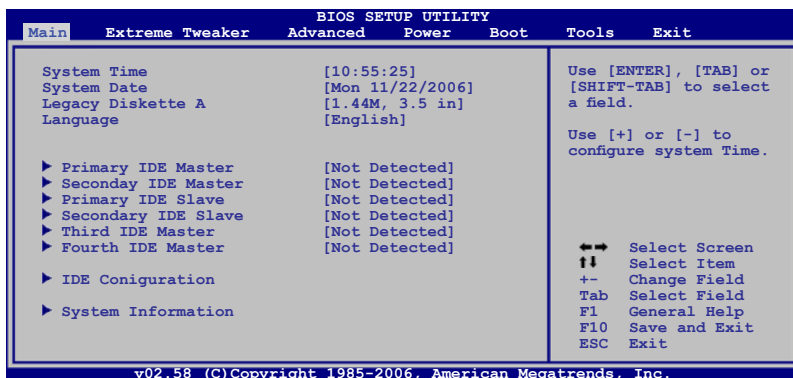 BIOS SETUP UTILITY
Main Extreme Tweaker Advanced Power Boot Tools Exit
System Time [10:55:25]
System Date [Mon 11/22/2006]
Legacy Diskette A [1.44M, 3.5 in]
Language [English]
Primary IDE Master [Not Detected]
Seconday IDE Master [Not Detected]
Primary IDE Slave [Not Detected]
Secondary IDE Slave [Not Detected]
Third IDE Master [Not Detected]
Fourth IDE Master [Not Detected]
IDE Coniguration
System Information
Use [ENTER], [TAB] or
[SHIFT-TAB] to select
a field.
Use [+] or [-] to
configure system Time.
←→ Select Screen
↑↓ Select Item
+- Change Field
Tab Select Field
F1 General Help
F10 Save and Exit
ESC Exit
v02.58 (C)Copyright 1985-2006, American Megatrends, Inc.